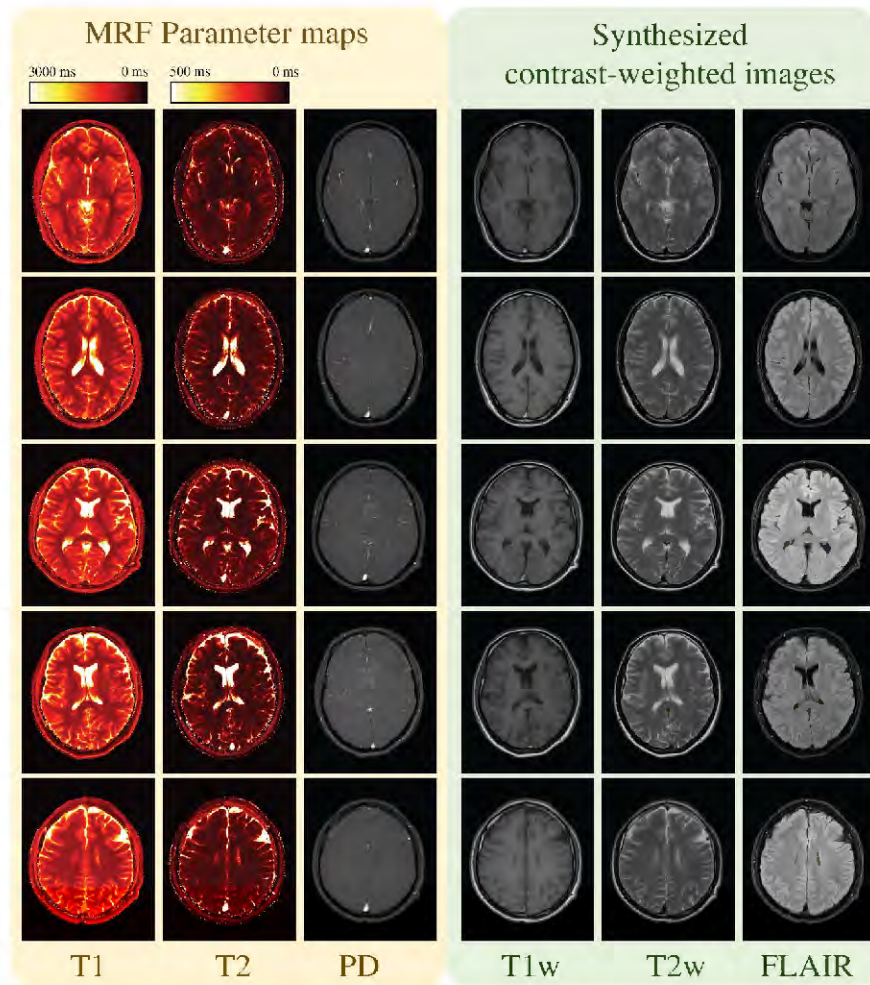 MRF Parameter maps
Synthesized
contrast-weighted images
3000 ms 0 ms 500 ms 0 ms
T1 T2 PD T1w T2w FLAIR